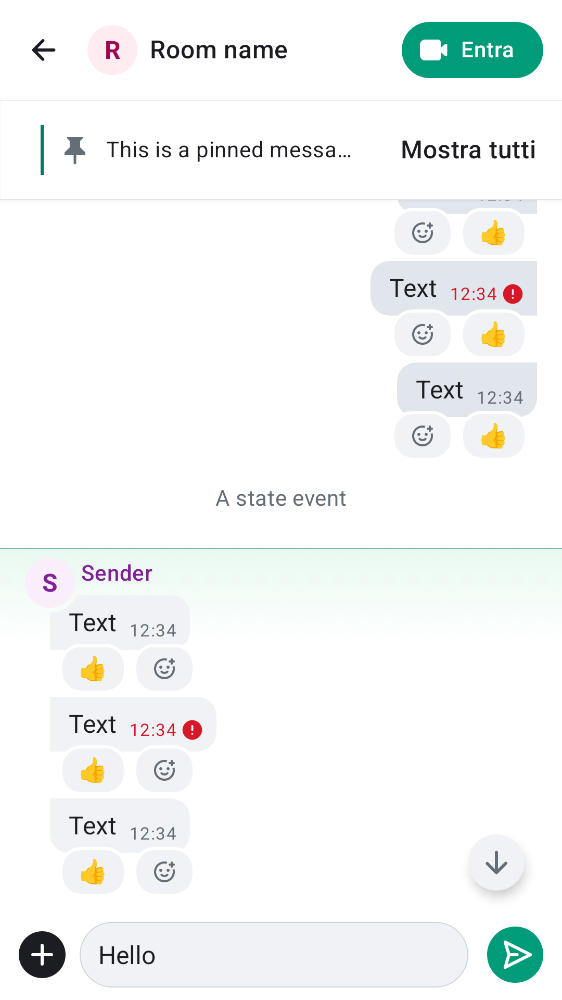 R Room name Entra
This is a pinned messa... Mostra tutti
Text 12:34
Text 12:34
A state event
S Sender
Text 12:34
Text 12:34
Text 12:34
Hello